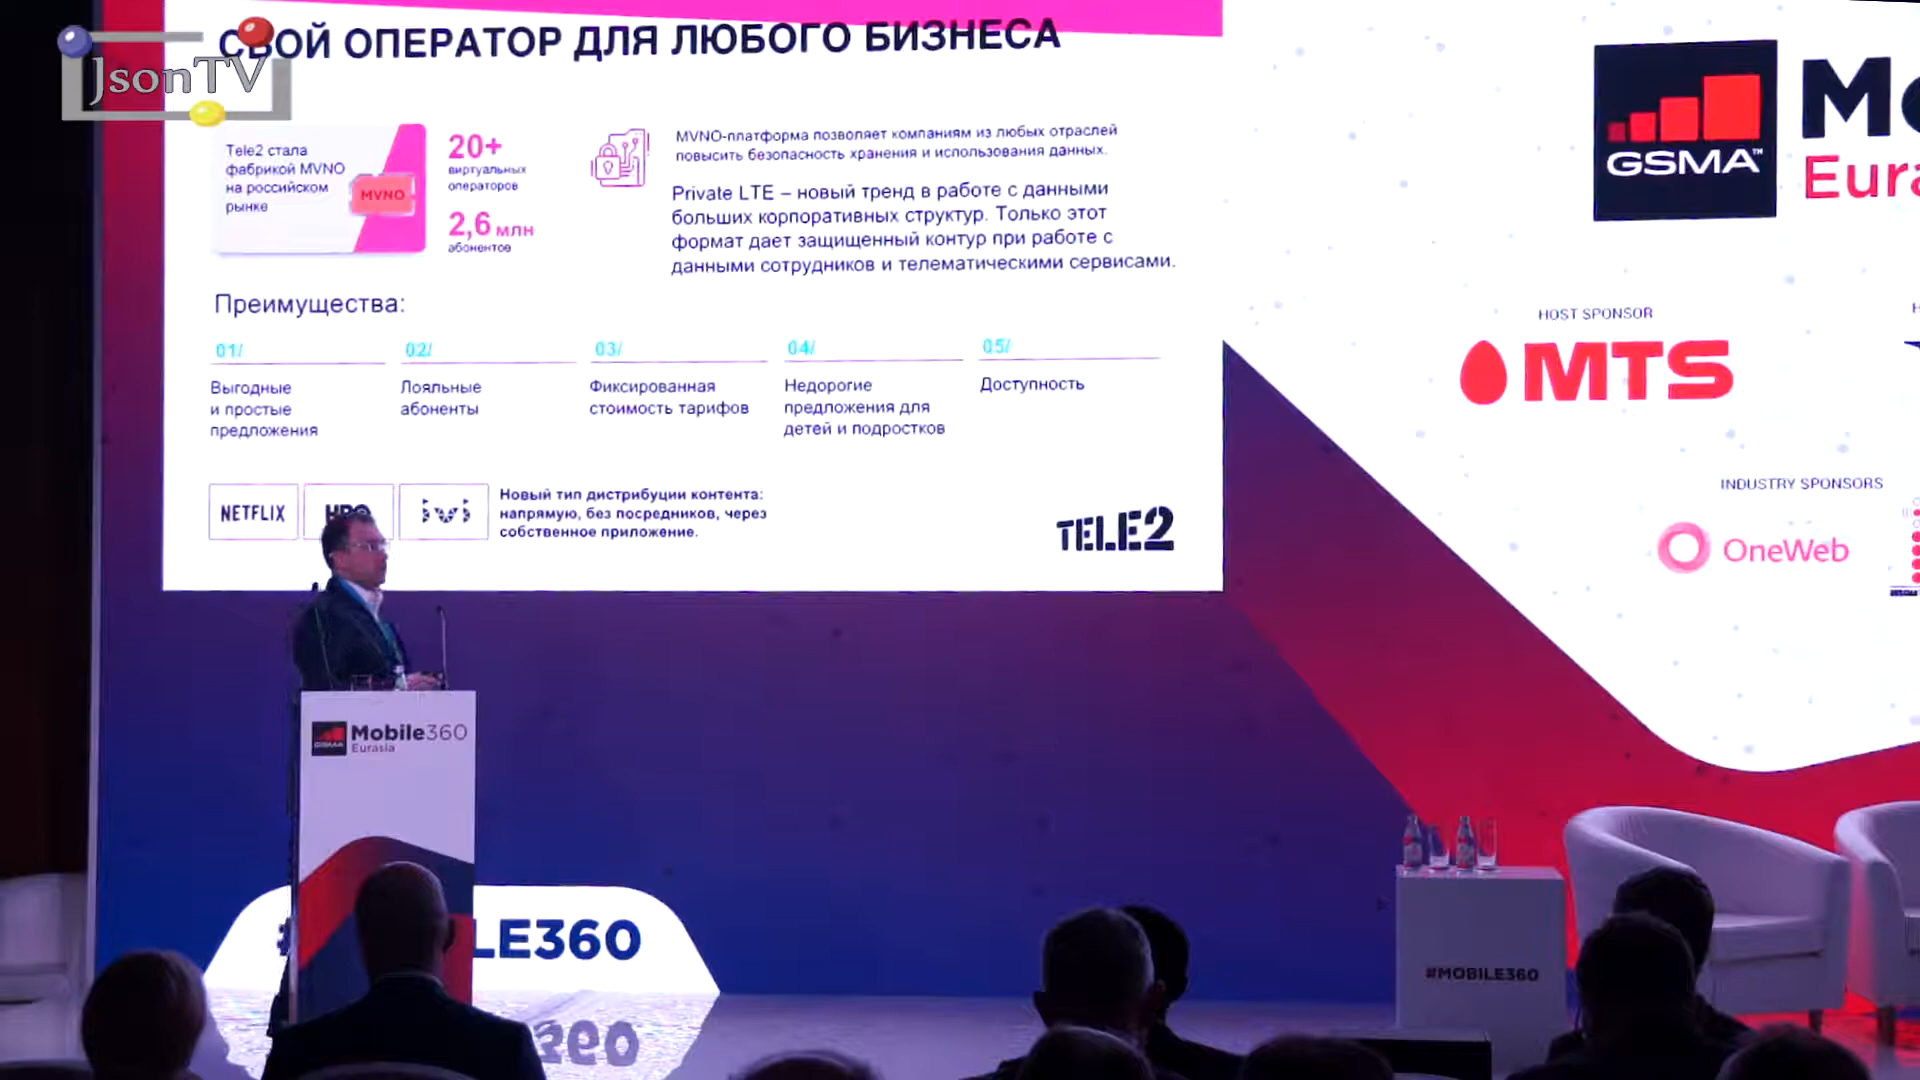 СВОЙ ОПЕРАТОР ДЛЯ ЛЮБОГО БИЗНЕСА
JsonTV
Tele2 стала
фабрикой MVNO
на российском
рынке
MVNO
20+
виртуальных
операторов
2,6 млн
абонентов
MVNO-платформа позволяет компаниям из любых отраслей
повысить безопасность хранения и использования данных.
Private LTE – новый тренд в работе с данными
больших корпоративных структур. Только этот
формат дает защищенный контур при работе с
данными сотрудников и телематическими сервисами.
Преимущества:
01/
Выгодные
и простые
предложения
02/
Лояльные
абоненты
03/
Фиксированная
стоимость тарифов
04/
Недорогие
предложения для
детей и подростков
05/
Доступность
NETFLIX
HBO
ivi
Новый тип дистрибуции контента:
напрямую, без посредников, через
собственное приложение.
TELE2
GSMA™
HOST SPONSOR
MTS
INDUSTRY SPONSORS
OneWeb
GSMA
Mobile360
Eurasia
LE360
#MOBILE360